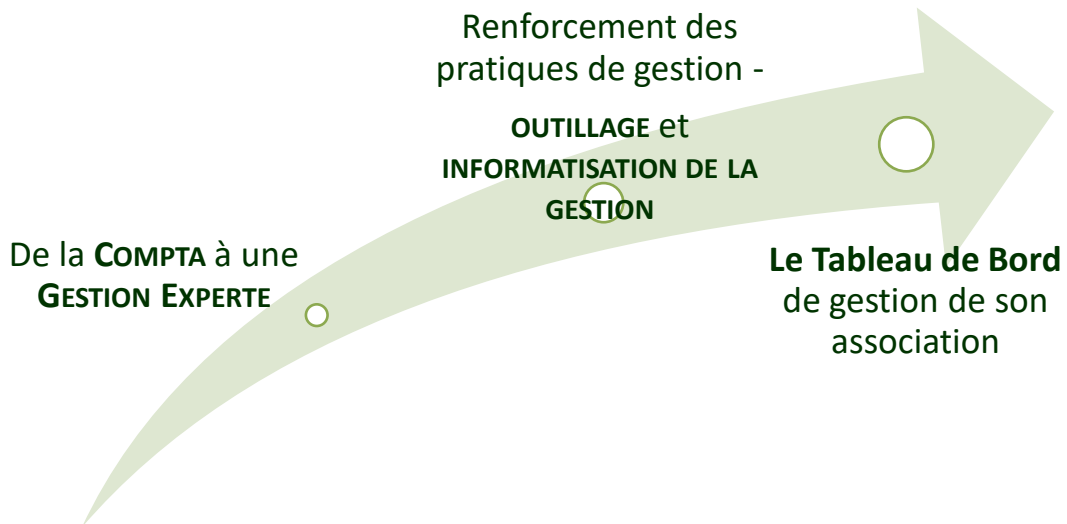 Renforcement des
pratiques de gestion -
OUTILLAGE et
INFORMATISATION DE LA
GESTION
De la COMPTA à une
GESTION EXPERTE
Le Tableau de Bord
de gestion de son
association